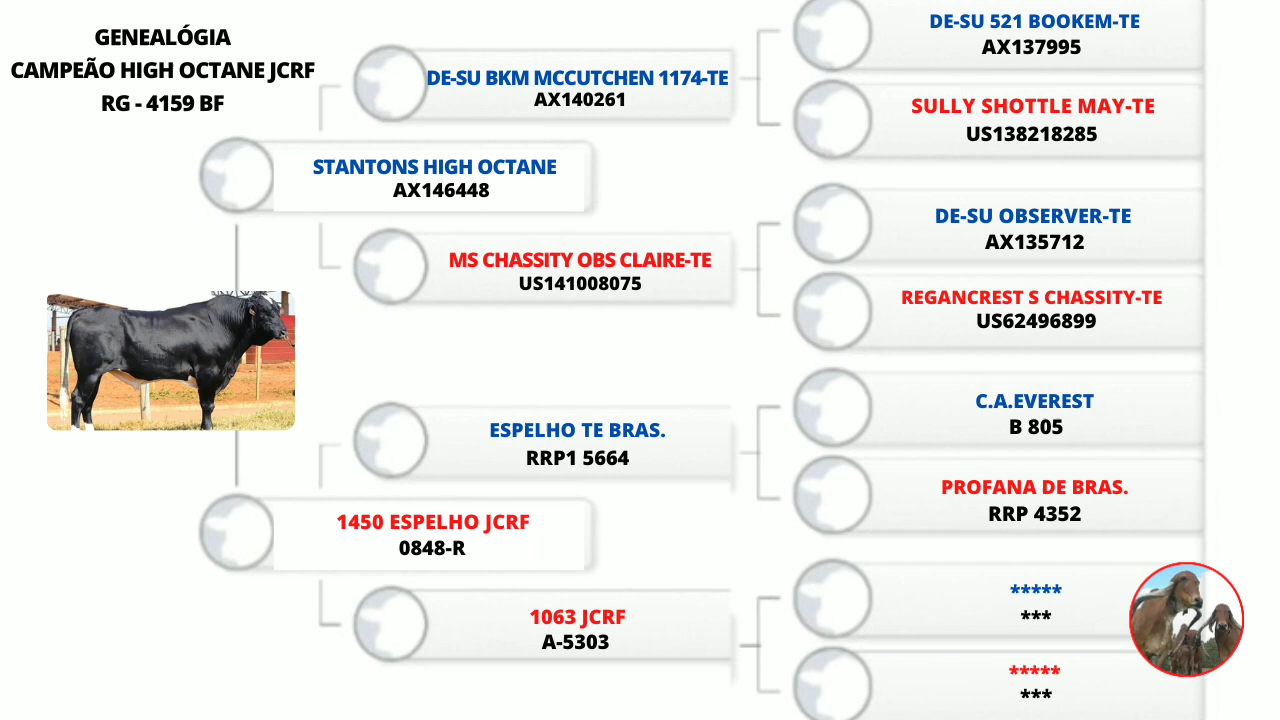 GENEALÓGIA
CAMPEÃO HIGH OCTANE JCRF
RG - 4159 BF
STANTONS HIGH OCTANE
AX146448
1450 ESPELHO JCRF
0848-R
DE-SU BKM MCCUTCHEN 1174-TE
AX140261
MS CHASSITY OBS CLAIRE-TE
US141008075
ESPELHO TE BRAS.
RRP1 5664
1063 JCRF
A-5303
DE-SU 521 BOOKEM-TE
AX137995
SULLY SHOTTLE MAY-TE
US138218285
DE-SU OBSERVER-TE
AX135712
REGANCREST S CHASSITY-TE
US62496899
C.A.EVEREST
B 805
PROFANA DE BRAS.
RRP 4352
*****
***
*****
***